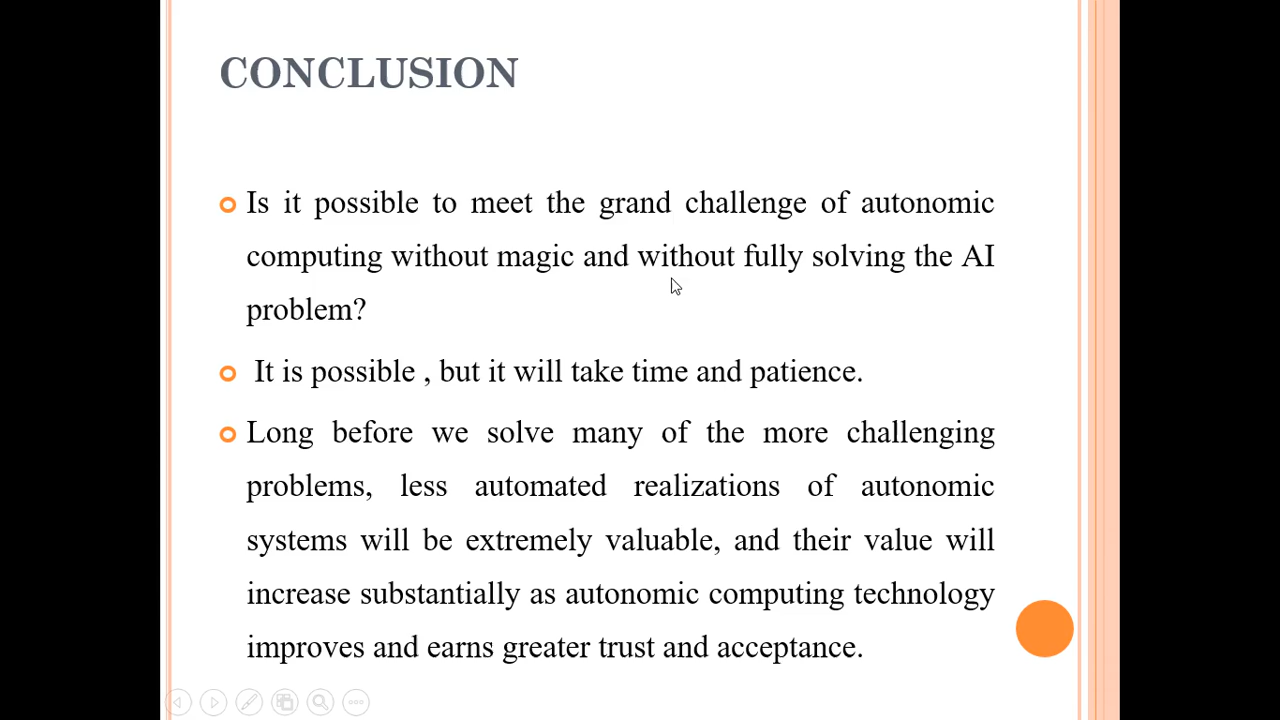 CONCLUSION
Is it possible to meet the grand challenge of autonomic
computing without magic and without fully solving the AI
problem?
It is possible , but it will take time and patience.
Long before we solve many of the more challenging
problems, less automated realizations of autonomic
systems will be extremely valuable, and their value will
increase substantially as autonomic computing technology
improves and earns greater trust and acceptance.